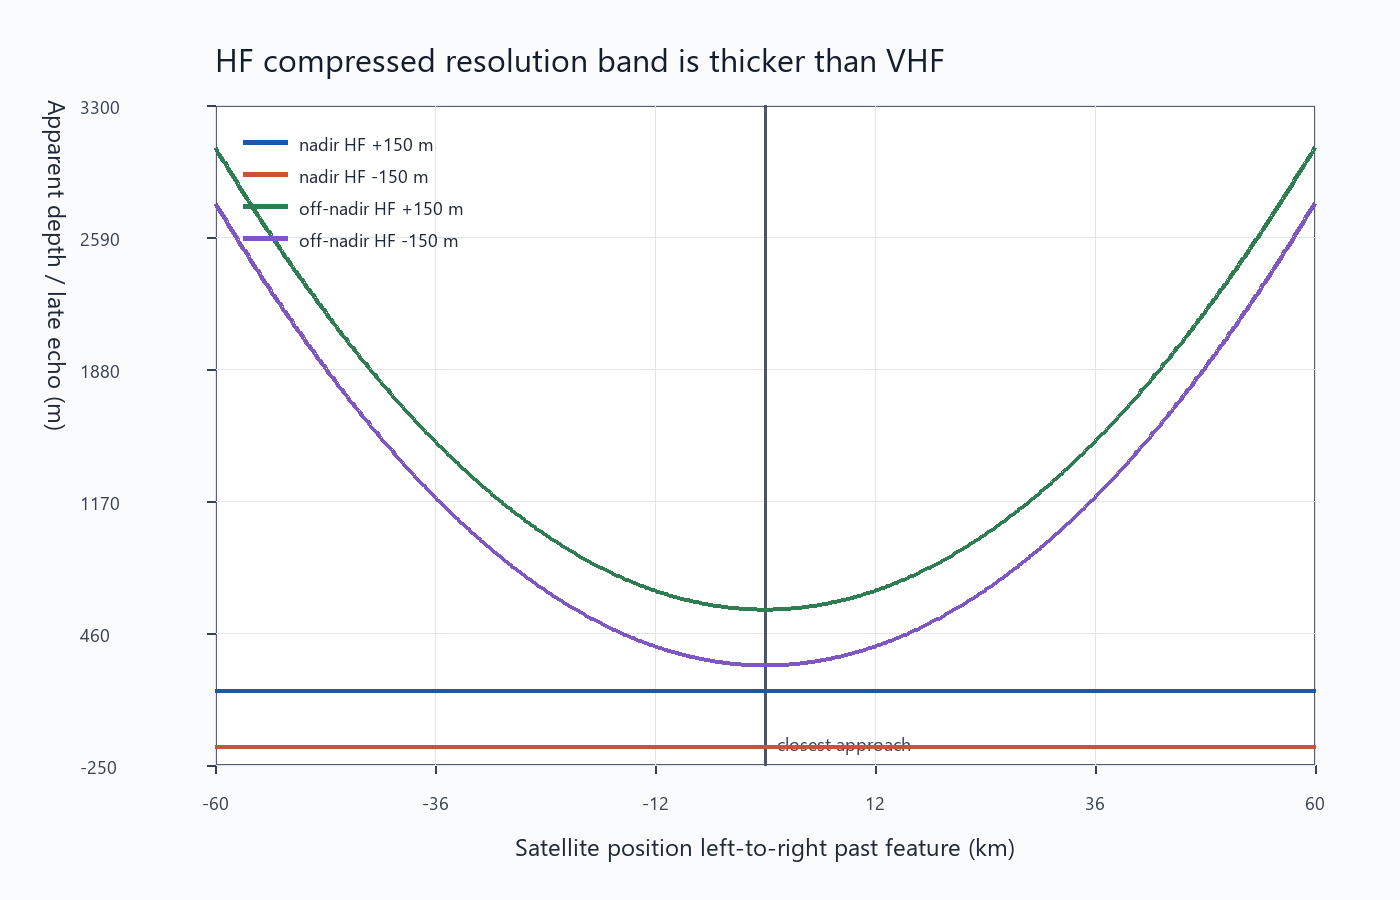 HF compressed resolution band is thicker than VHF
Apparent depth / late echo (m)
3300
2590
1880
1170
460
-250
nadir HF +150 m
nadir HF -150 m
off-nadir HF +150 m
off-nadir HF -150 m
closest approach
-60
-36
-12
12
36
60
Satellite position left-to-right past feature (km)